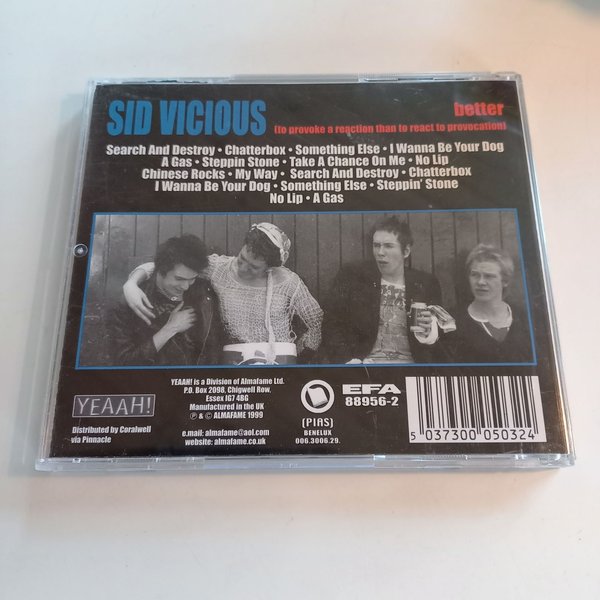 SID VICIOUS
better
(to provoke a reaction than to react to provocation)
Search And Destroy • Chatterbox • Something Else • I Wanna Be Your Dog
A Gas • Steppin Stone • Take A Chance On Me • No Lip
Chinese Rocks • My Way • Search And Destroy • Chatterbox
I Wanna Be Your Dog • Something Else • Steppin' Stone
No Lip • A Gas
YEAAH!
Distributed by Coralwell
via Pinnacle
YEAAH! is a Division of Almafame Ltd.
P.O. Box 2098, Chigwell Row,
Essex IG7 4BG
Manufactured in the UK
℗ & © ALMAFAME 1999
e.mail: almafame@aol.com
website: almafame.co.uk
[PIAS]
BENELUX
006.3006.29.
EFA
88956-2
5 037300 050324